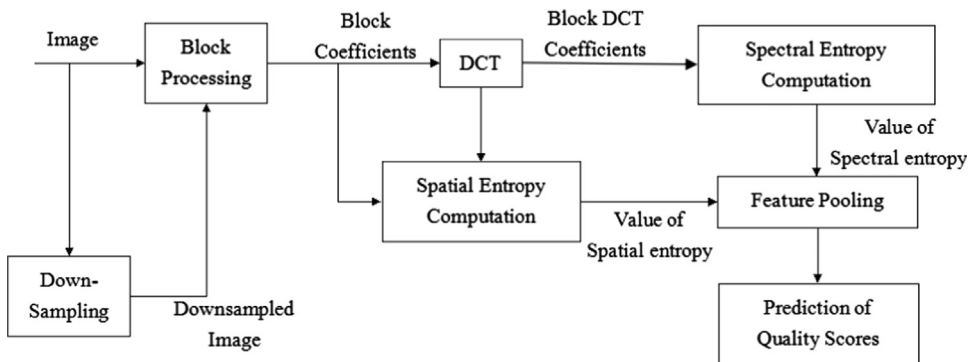 Image
Block
Processing
Block
Coefficients
DCT
Block DCT
Coefficients
Spectral Entropy
Computation
Value of
Spectral entropy
Spatial Entropy
Computation
Value of
Spatial entropy
Feature Pooling
Down-
Sampling
Downsampled
Image
Prediction of
Quality Scores